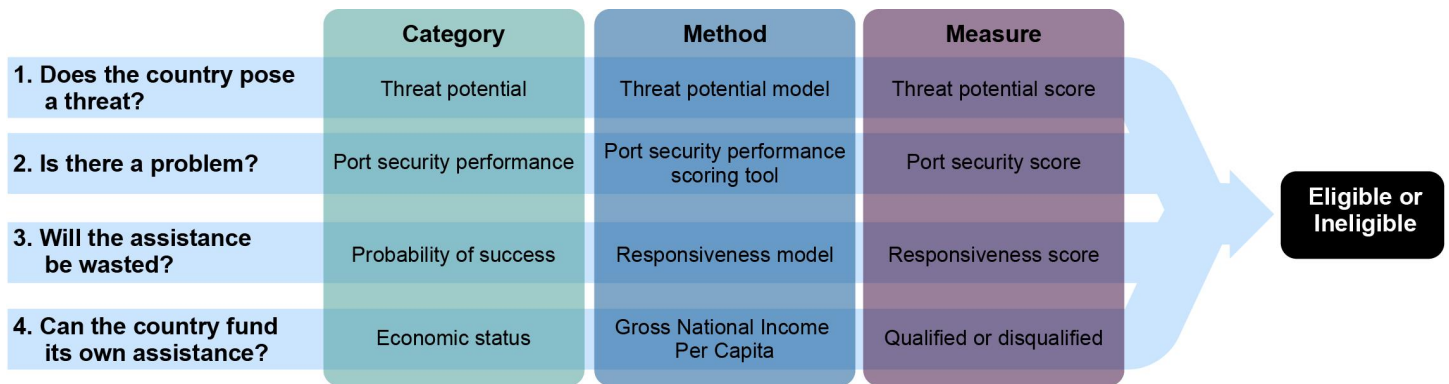 Category
Method
Measure
1. Does the country pose
a threat?
Threat potential
Threat potential model
Threat potential score
2. Is there a problem?
Port security performance
Port security performance
scoring tool
Port security score
3. Will the assistance
be wasted?
Probability of success
Responsiveness model
Responsiveness score
4. Can the country fund
its own assistance?
Economic status
Gross National Income
Per Capita
Qualified or disqualified
Eligible or
Ineligible